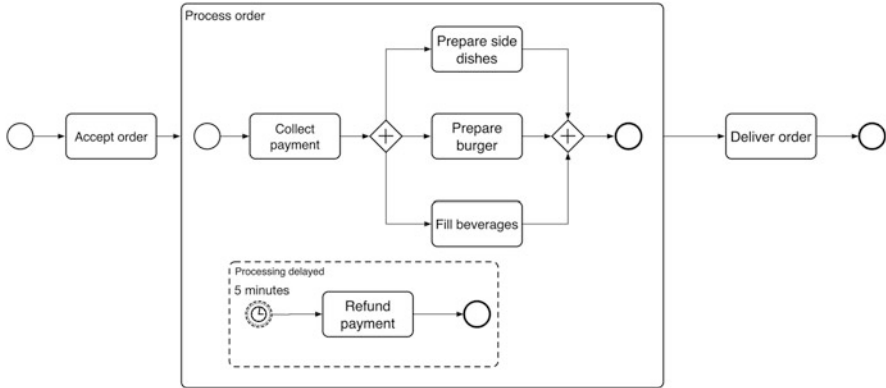 Process order
Prepare side
dishes
Accept order
Collect
payment
Prepare
burger
Deliver order
Fill beverages
Processing delayed
5 minutes
Refund
payment